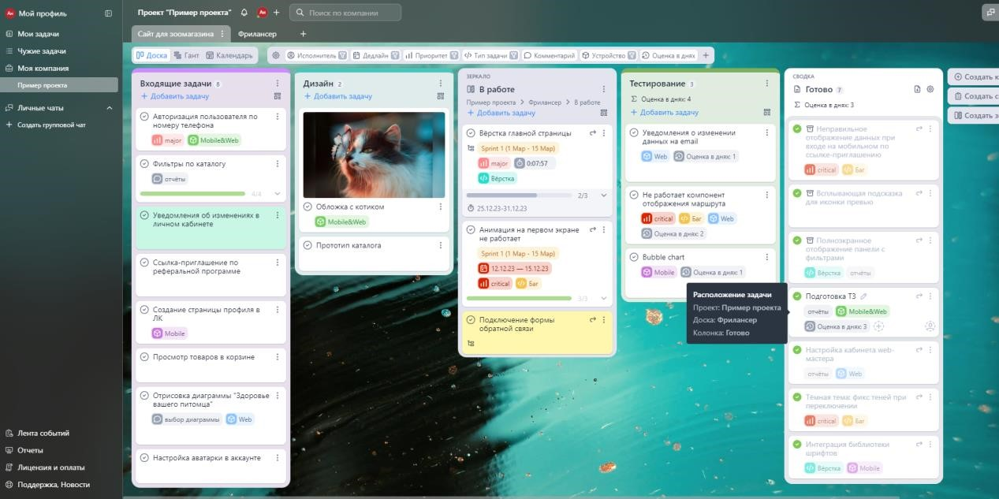 Ан Мой профиль
Мои задачи
Чужие задачи
Моя компания
Пример проекта
Личные чаты
Создать групповой чат
Лента событий
Отчеты
Лицензия и оплаты
Поддержка, Новости
Проект "Пример проекта"
Ан
Поиск по компании
Сайт для зоомагазина
Фрилансер
Доска
Гант
Календарь
Исполнитель
Дедлайн
Приоритет
Тип задачи
Комментарий
Устройство
Оценка в днях
Входящие задачи 8
+ Добавить задачу
Авторизация пользователя по
номеру телефона
major Mobile&Web
Фильтры по каталогу
отчёты
4/4
Уведомления об изменениях в
личном кабинете
Ссылка-приглашение по
реферальной программе
Создание страницы профиля в
ЛК
Mobile
Просмотр товаров в корзине
Отрисовка диаграммы "Здоровье
вашего питомца"
выбор диаграммы Web
Настройка аватарки в аккаунте
Дизайн 2
+ Добавить задачу
Обложка с котиком
Mobile&Web
Прототип каталога
ЗЕРКАЛО
В работе
Пример проекта > Фрилансер > В работе
+ Добавить задачу
Вёрстка главной страницы
Sprint 1 (1 Мар - 15 Мар)
major 0:07:57
Вёрстка
2/3
25.12.23-31.12.23
Анимация на первом экране
не работает
Sprint 1 (1 Мар - 15 Мар)
12.12.23 — 15.12.23
critical Баг
3/3
Подключение формы
обратной связи
Тестирование 3
Σ Оценка в днях: 4
+ Добавить задачу
Уведомления о изменении
данных на email
Web Оценка в днях: 1
Не работает компонент
отображения маршрута
critical Баг Web
Оценка в днях: 2
Bubble chart
Mobile Оценка в днях: 1
Расположение задачи
Проект: Пример проекта
Доска: Фрилансер
Колонка: Готово
СВОДКА
Готово 7
Σ Оценка в днях: 3
Неправильное
отображение данных при
входе на мобильном по
ссылке-приглашению
critical Баг
Всплывающая подсказка
для иконки превью
Полноэкранное
отображение панели с
фильтрами
Вёрстка отчёты
Подготовка ТЗ
отчёты Mobile&Web
Оценка в днях: 3
Настройка кабинета web-
мастера
отчёты Web
Темная тема: фикс теней при
переключении
critical Баг
Интеграция библиотеки
шрифтов
Вёрстка Mobile
Создать
Создать
Создать